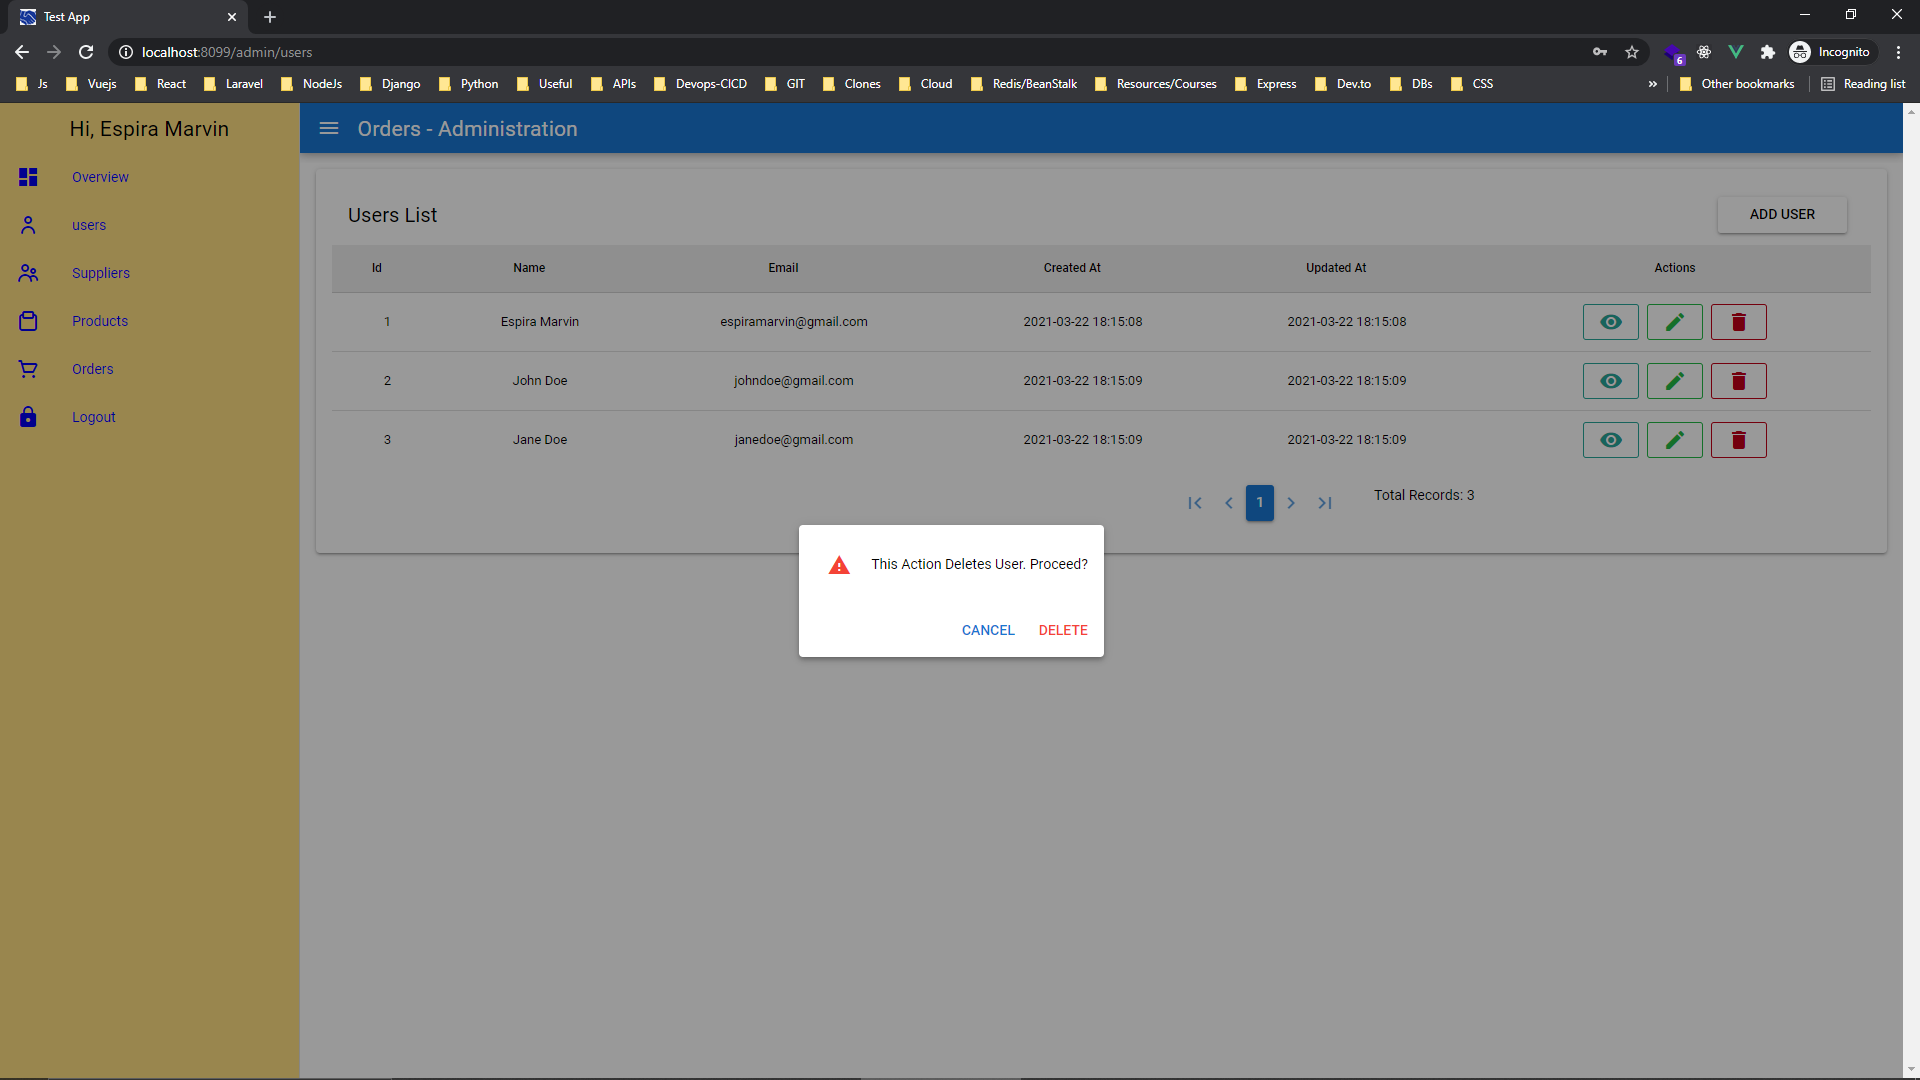 Test App
localhost:8099/admin/users
6
Incognito
Js Vuejs React Laravel NodeJs Django Python Useful APIs Devops-CICD GIT Clones Cloud Redis/BeanStalk Resources/Courses Express Dev.to DBs CSS » Other bookmarks Reading list
Hi, Espira Marvin
Overview
users
Suppliers
Products
Orders
Logout
Orders - Administration
Users List
ADD USER
Id Name Email Created At Updated At Actions
1 Espira Marvin espiramarvin@gmail.com 2021-03-22 18:15:08 2021-03-22 18:15:08
2 John Doe johndoe@gmail.com 2021-03-22 18:15:09 2021-03-22 18:15:09
3 Jane Doe janedoe@gmail.com 2021-03-22 18:15:09 2021-03-22 18:15:09
1
Total Records: 3
This Action Deletes User. Proceed?
CANCEL DELETE